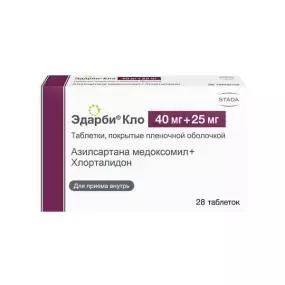 STADA
Эдарби® Кло 40 мг + 25 мг
Таблетки, покрытые пленочной оболочкой
Азилсартана медоксомил+
Хлорталидон
Для приема внутрь
28 таблеток